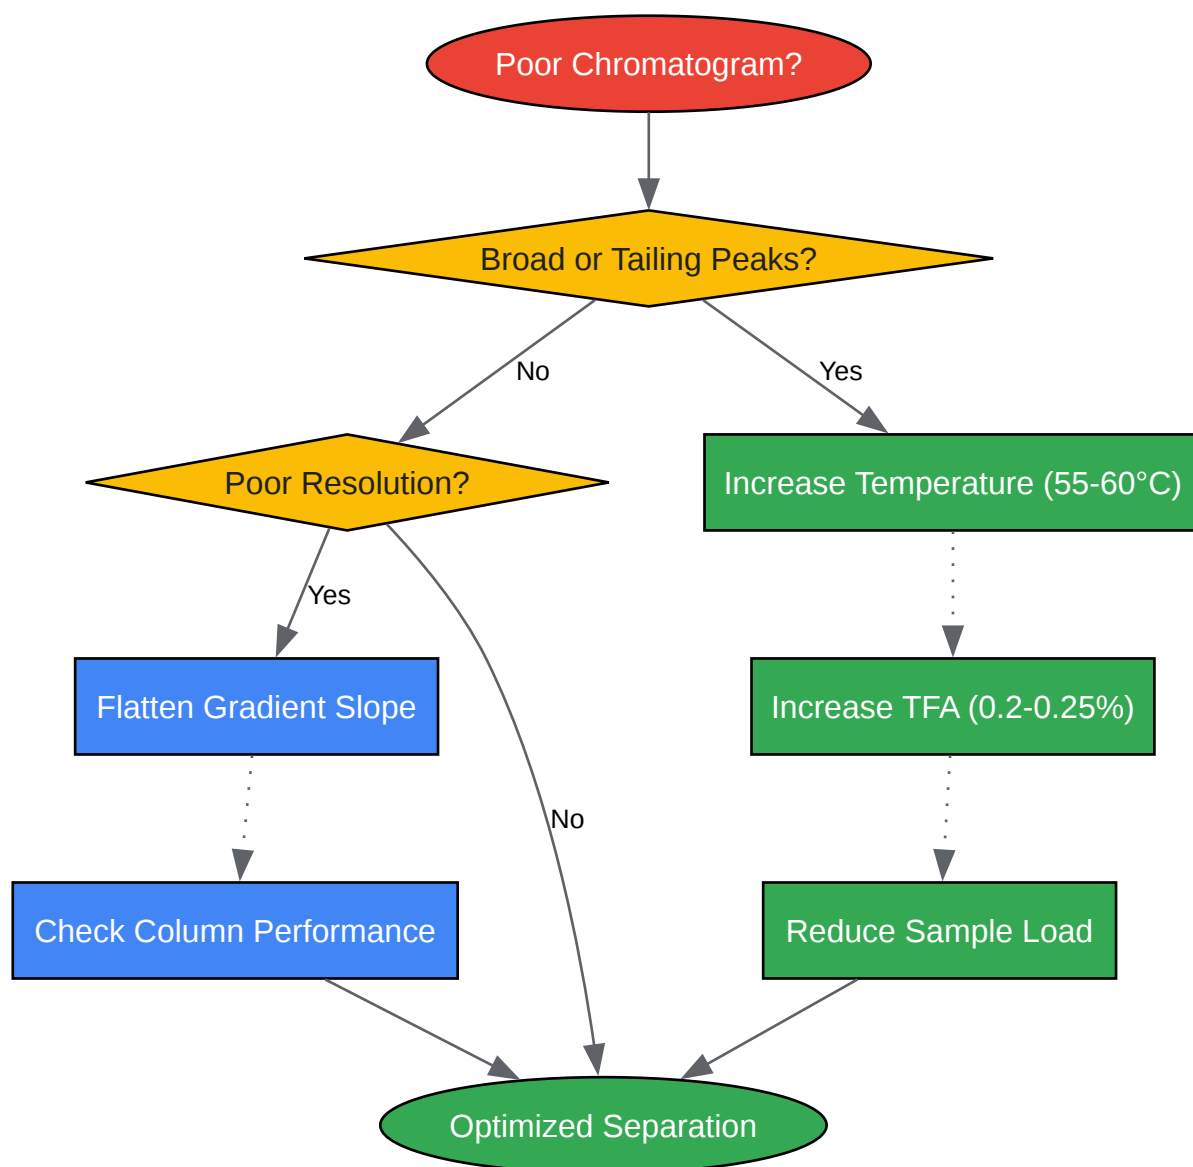 Poor Chromatogram?
Broad or Tailing Peaks?
No
Yes
Poor Resolution?
Increase Temperature (55-60°C)
Yes
Flatten Gradient Slope
Increase TFA (0.2-0.25%)
No
Check Column Performance
Reduce Sample Load
Optimized Separation